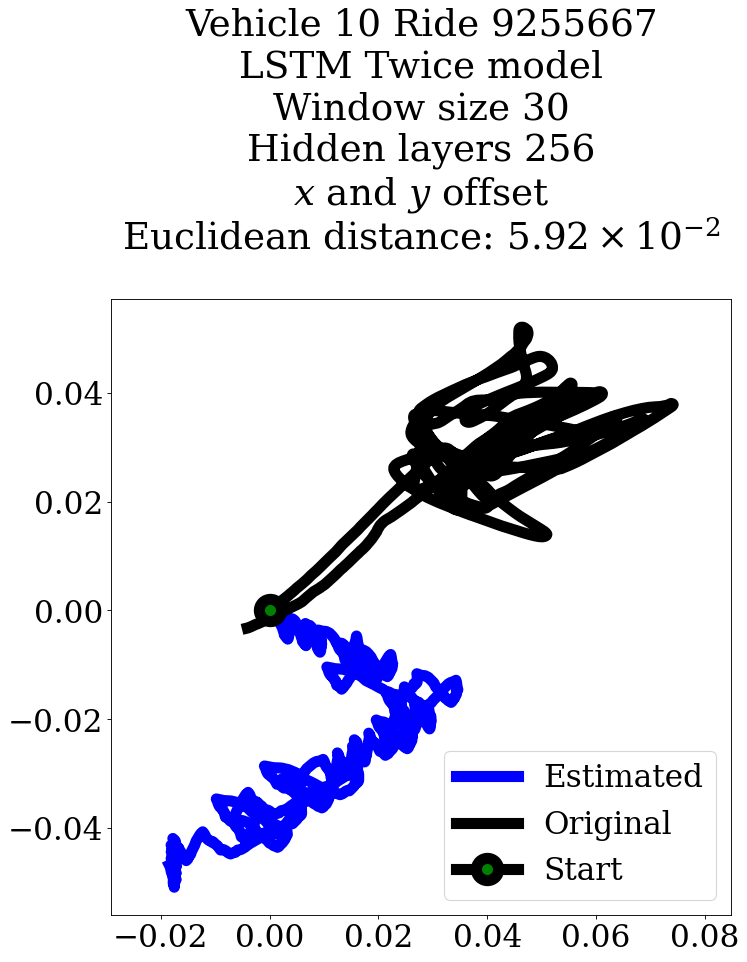 Vehicle 10 Ride 9255667
LSTM Twice model
Window size 30
Hidden layers 256
x and y offset
Euclidean distance: 5.92 × 10⁻²
0.04
0.02
0.00
−0.02
−0.04
Estimated
Original
Start
−0.02 0.00 0.02 0.04 0.06 0.08